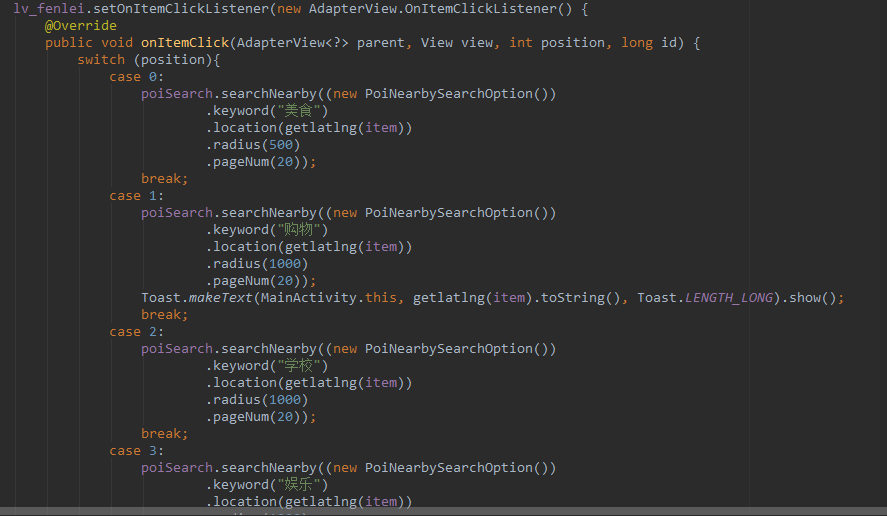 lv_fenlei.setOnItemClickListener(new AdapterView.OnItemClickListener() {
@Override
public void onItemClick(AdapterView<?> parent, View view, int position, long id) {
switch (position){
case 0:
poiSearch.searchNearby((new PoiNearbySearchOption())
.keyword("美食")
.location(getlatlng(item))
.radius(500)
.pageNum(20));
break;
case 1:
poiSearch.searchNearby((new PoiNearbySearchOption())
.keyword("购物")
.location(getlatlng(item))
.radius(1000)
.pageNum(20));
Toast.makeText(MainActivity.this, getlatlng(item).toString(), Toast.LENGTH_LONG).show();
break;
case 2:
poiSearch.searchNearby((new PoiNearbySearchOption())
.keyword("学校")
.location(getlatlng(item))
.radius(1000)
.pageNum(20));
break;
case 3:
poiSearch.searchNearby((new PoiNearbySearchOption())
.keyword("娱乐")
.location(getlatlng(item))